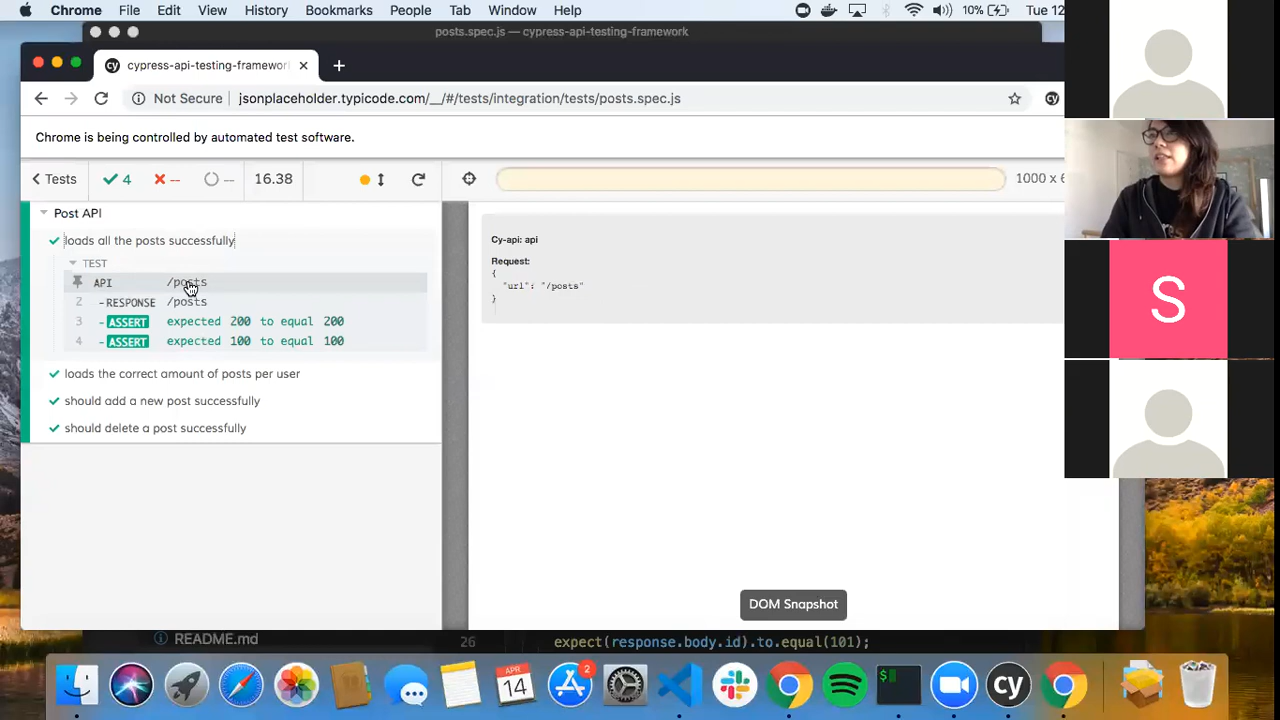 Chrome File Edit View History Bookmarks People Tab Window Help 10% Tue 12
posts.spec.js — cypress-api-testing-framework
cy cypress-api-testing-framework
Not Secure jsonplaceholder.typicode.com/__/#/tests/integration/tests/posts.spec.js cy
Chrome is being controlled by automated test software.
Tests 4 -- -- 16.38 1000 x 6
Post API
loads all the posts successfully
TEST
API /posts
2 -RESPONSE /posts
3 -ASSERT expected 200 to equal 200
4 -ASSERT expected 100 to equal 100
loads the correct amount of posts per user
should add a new post successfully
should delete a post successfully
Cy-api: api
Request:
{
"url": "/posts"
}
DOM Snapshot
S
README.md 26 expect(response.body.id).to.equal(101);
APR
14
2
$
cy